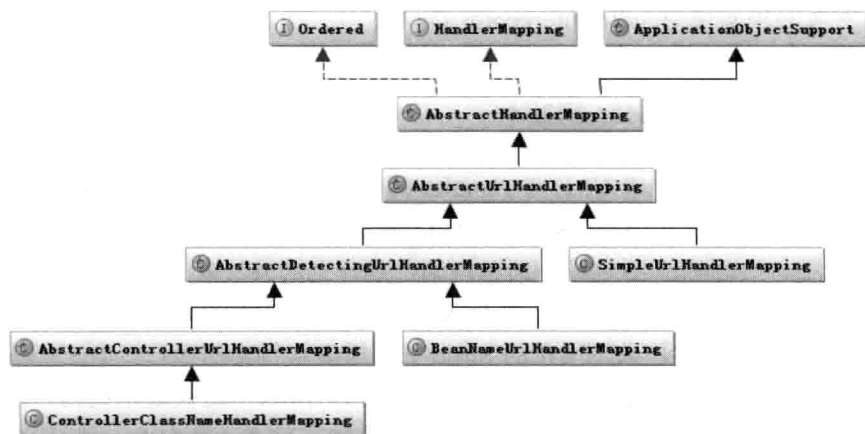 I Ordered
I HandlerMapping
C ApplicationObjectSupport
C AbstractHandlerMapping
C AbstractUrlHandlerMapping
C AbstractDetectingUrlHandlerMapping
C SimpleUrlHandlerMapping
C AbstractControllerUrlHandlerMapping
C BeanNameUrlHandlerMapping
C ControllerClassNameHandlerMapping